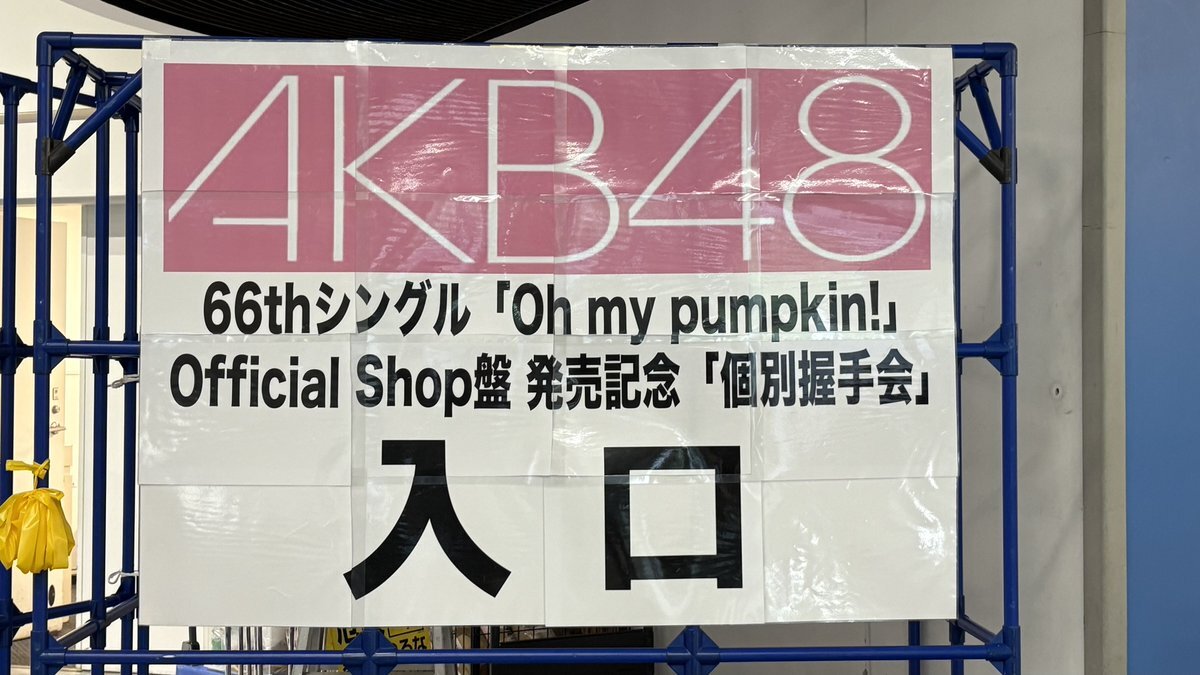 AKB48
66thシングル「Oh my pumpkin!」
Official Shop盤 発売記念「個別握手会」
入口